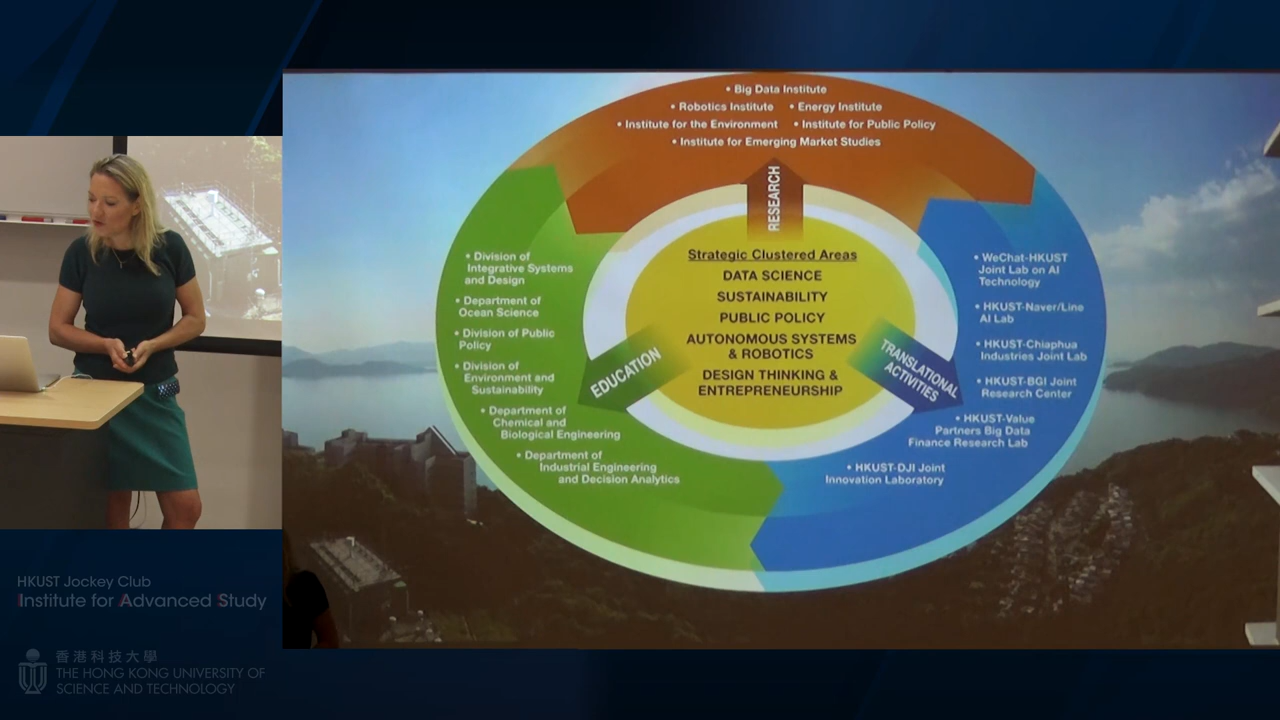 • Big Data Institute
• Robotics Institute • Energy Institute
• Institute for the Environment • Institute for Public Policy
• Institute for Emerging Market Studies
RESEARCH
Strategic Clustered Areas
DATA SCIENCE
SUSTAINABILITY
PUBLIC POLICY
AUTONOMOUS SYSTEMS
& ROBOTICS
DESIGN THINKING &
ENTREPRENEURSHIP
EDUCATION
• Division of
Integrative Systems
and Design
• Department of
Ocean Science
• Division of Public
Policy
• Division of
Environment and
Sustainability
• Department of
Chemical and
Biological Engineering
• Department of
Industrial Engineering
and Decision Analytics
TRANSLATIONAL
ACTIVITIES
• WeChat-HKUST
Joint Lab on AI
Technology
• HKUST-Naver/Line
AI Lab
• HKUST-Chiaphua
Industries Joint Lab
• HKUST-BGI Joint
Research Center
• HKUST-Value
Partners Big Data
Finance Research Lab
• HKUST-DJI Joint
Innovation Laboratory
HKUST Jockey Club
Institute for Advanced Study
香港科技大學
THE HONG KONG UNIVERSITY OF
SCIENCE AND TECHNOLOGY